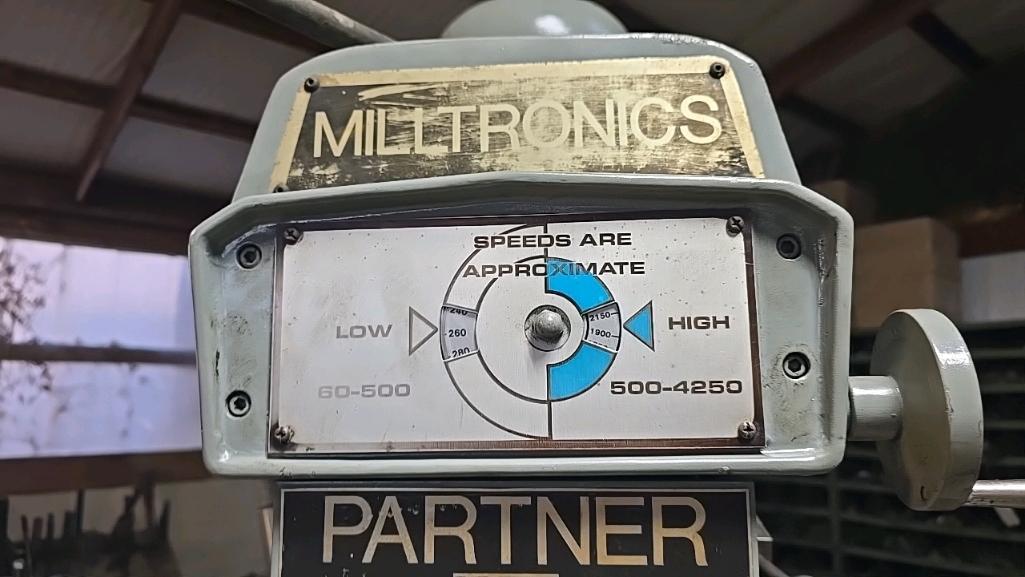 MILLTRONICS
SPEEDS ARE
APPROXIMATE
LOW
240
260
280
2150
1900
HIGH
60-500
500-4250
PARTNER